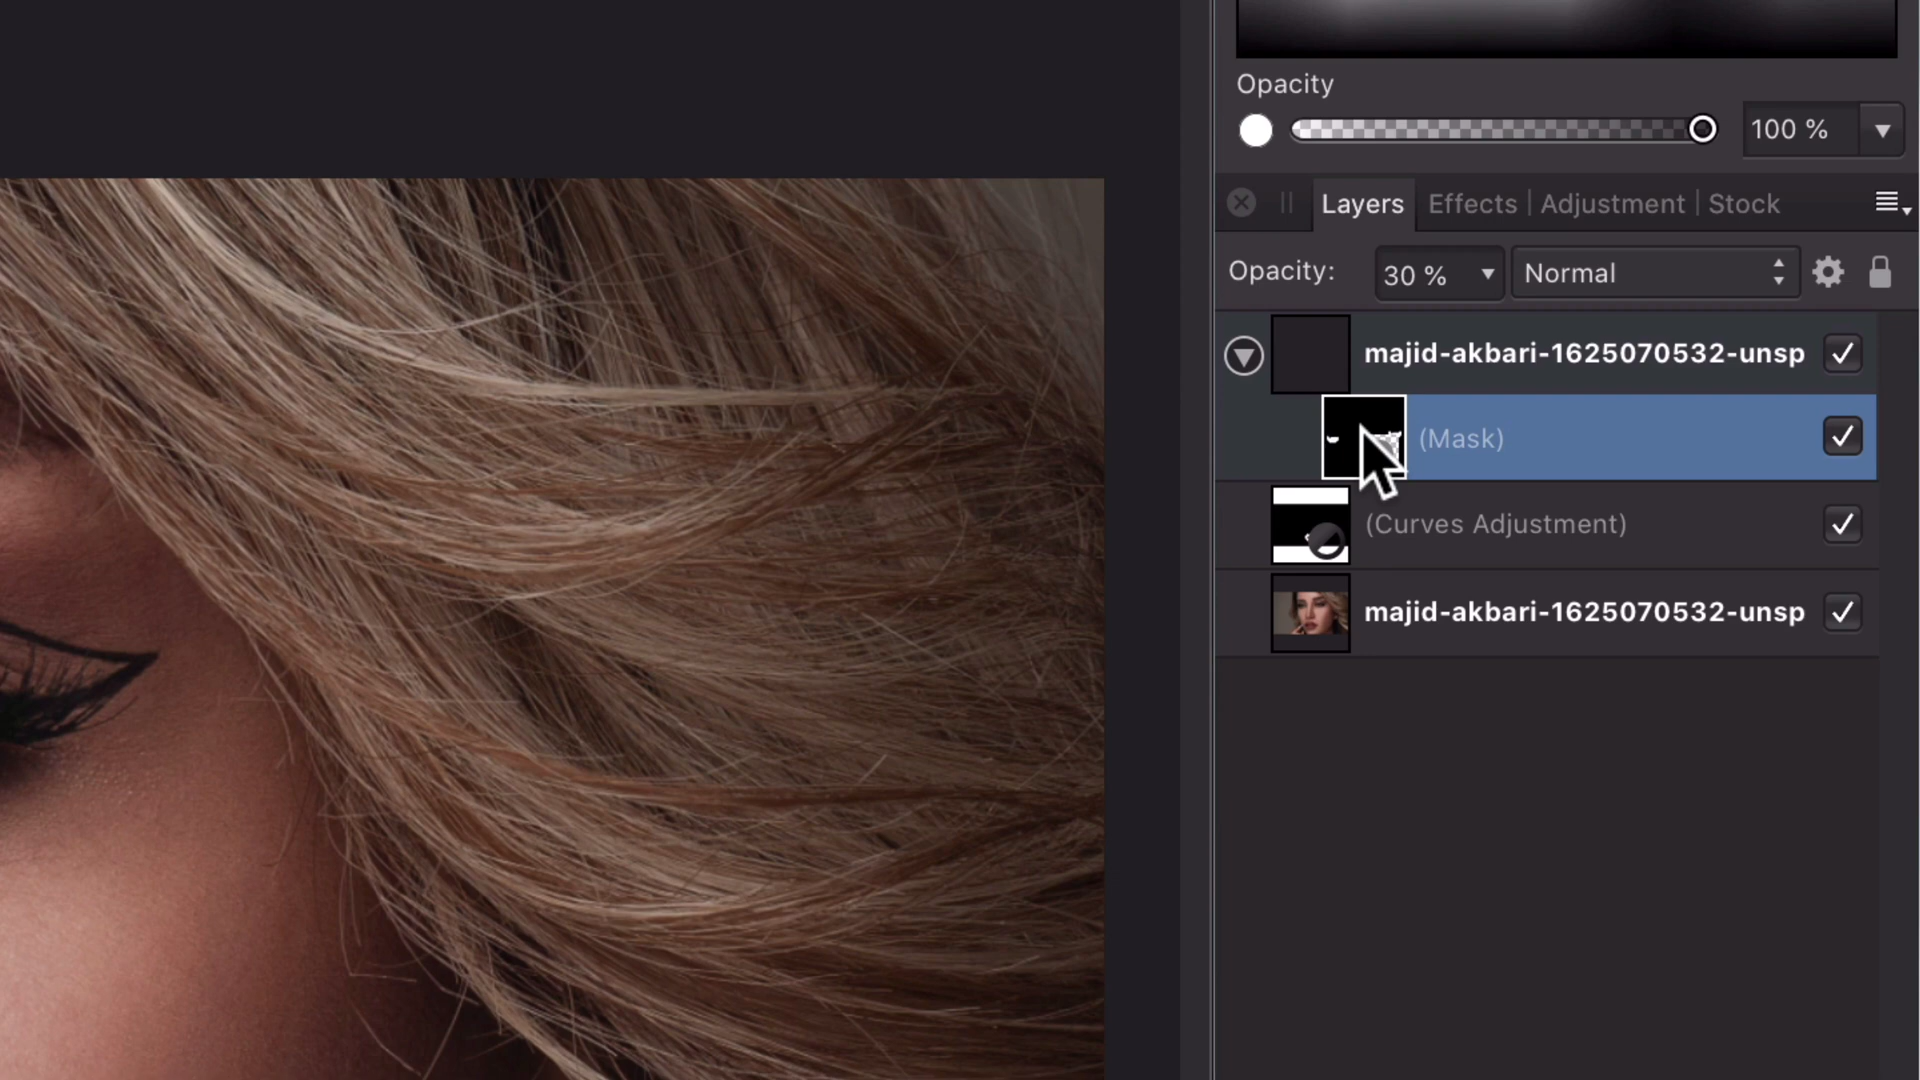 Opacity
100 %
Layers Effects Adjustment Stock
Opacity: 30 % Normal
majid-akbari-1625070532-unsp
(Mask)
(Curves Adjustment)
majid-akbari-1625070532-unsp